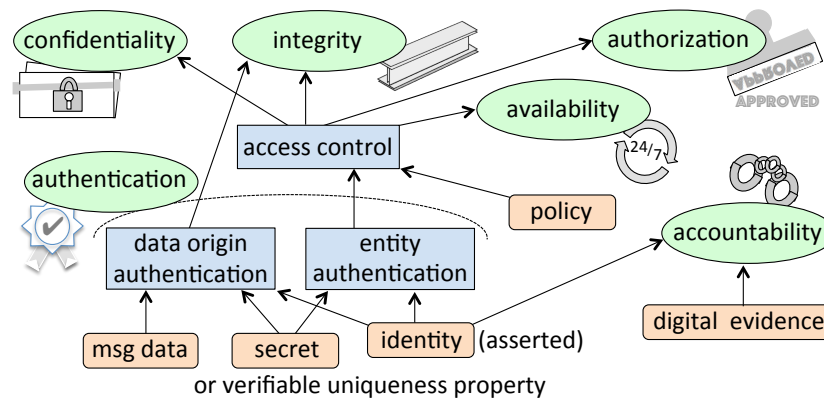 confidentiality
integrity
authorization
APPROVED
APPROVED
availability
24/7
access control
authentication
policy
data origin
authentication
entity
authentication
accountability
msg data
secret
identity
(asserted)
digital evidence
or verifiable uniqueness property